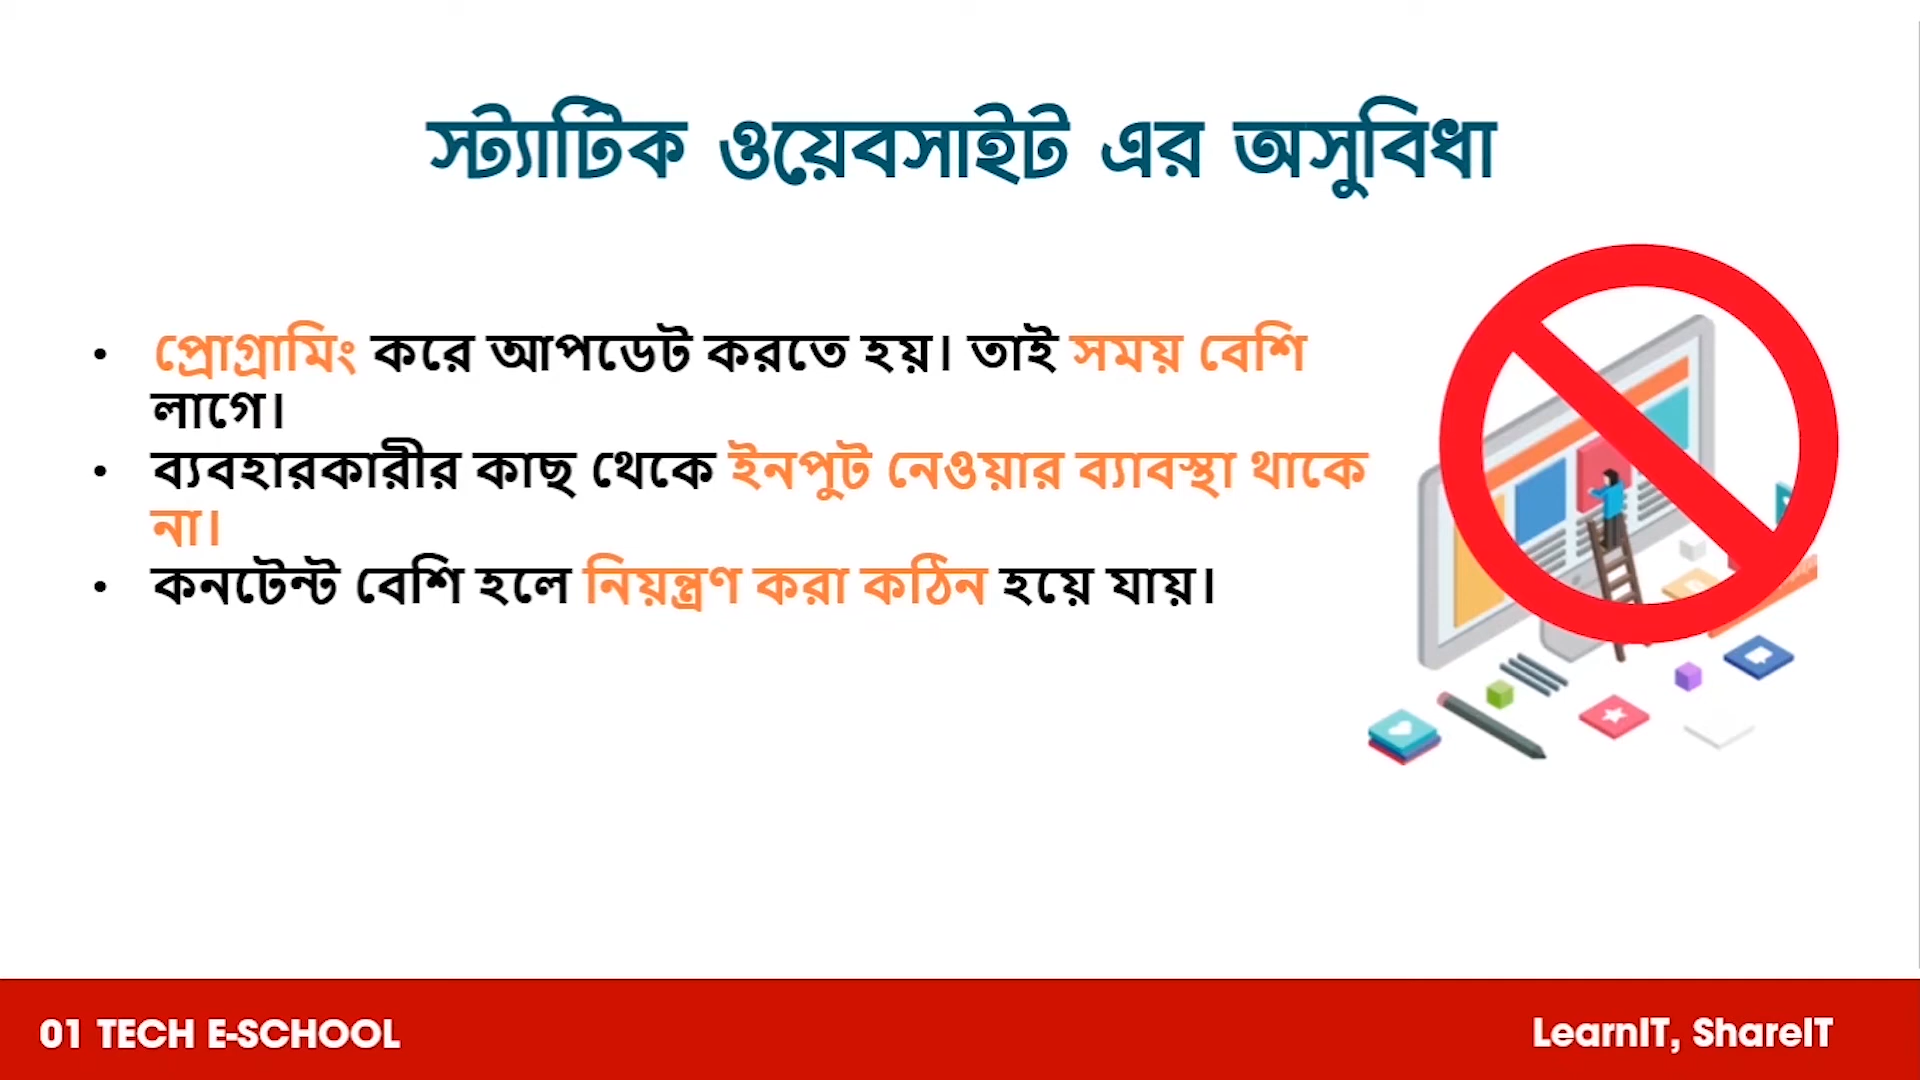 স্ট্যাটিক ওয়েবসাইট এর অসুবিধা
• প্রোগ্রামিং করে আপডেট করতে হয়। তাই সময় বেশি
লাগে।
• ব্যবহারকারীর কাছ থেকে ইনপুট নেওয়ার ব্যাবস্থা থাকে
না।
• কনটেন্ট বেশি হলে নিয়ন্ত্রণ করা কঠিন হয়ে যায়।
01 TECH E-SCHOOL
LearnIT, ShareIT